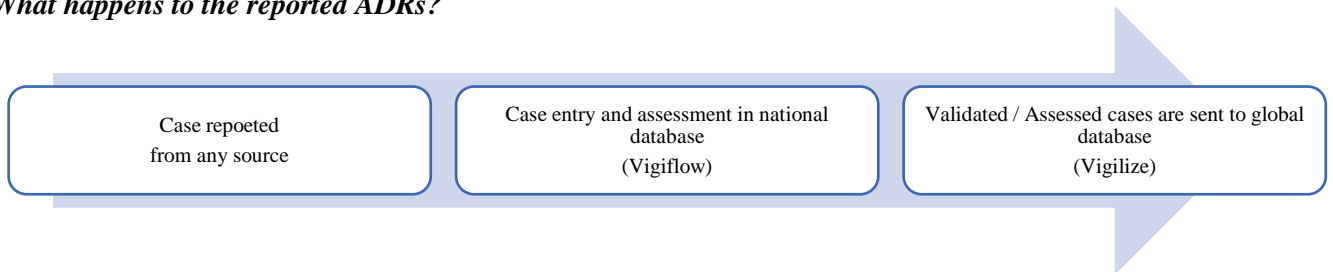 What happens to the reported ADRs?
Case repoeted
from any source
Case entry and assessment in national
database
(Vigiflow)
Validated / Assessed cases are sent to global
database
(Vigilize)